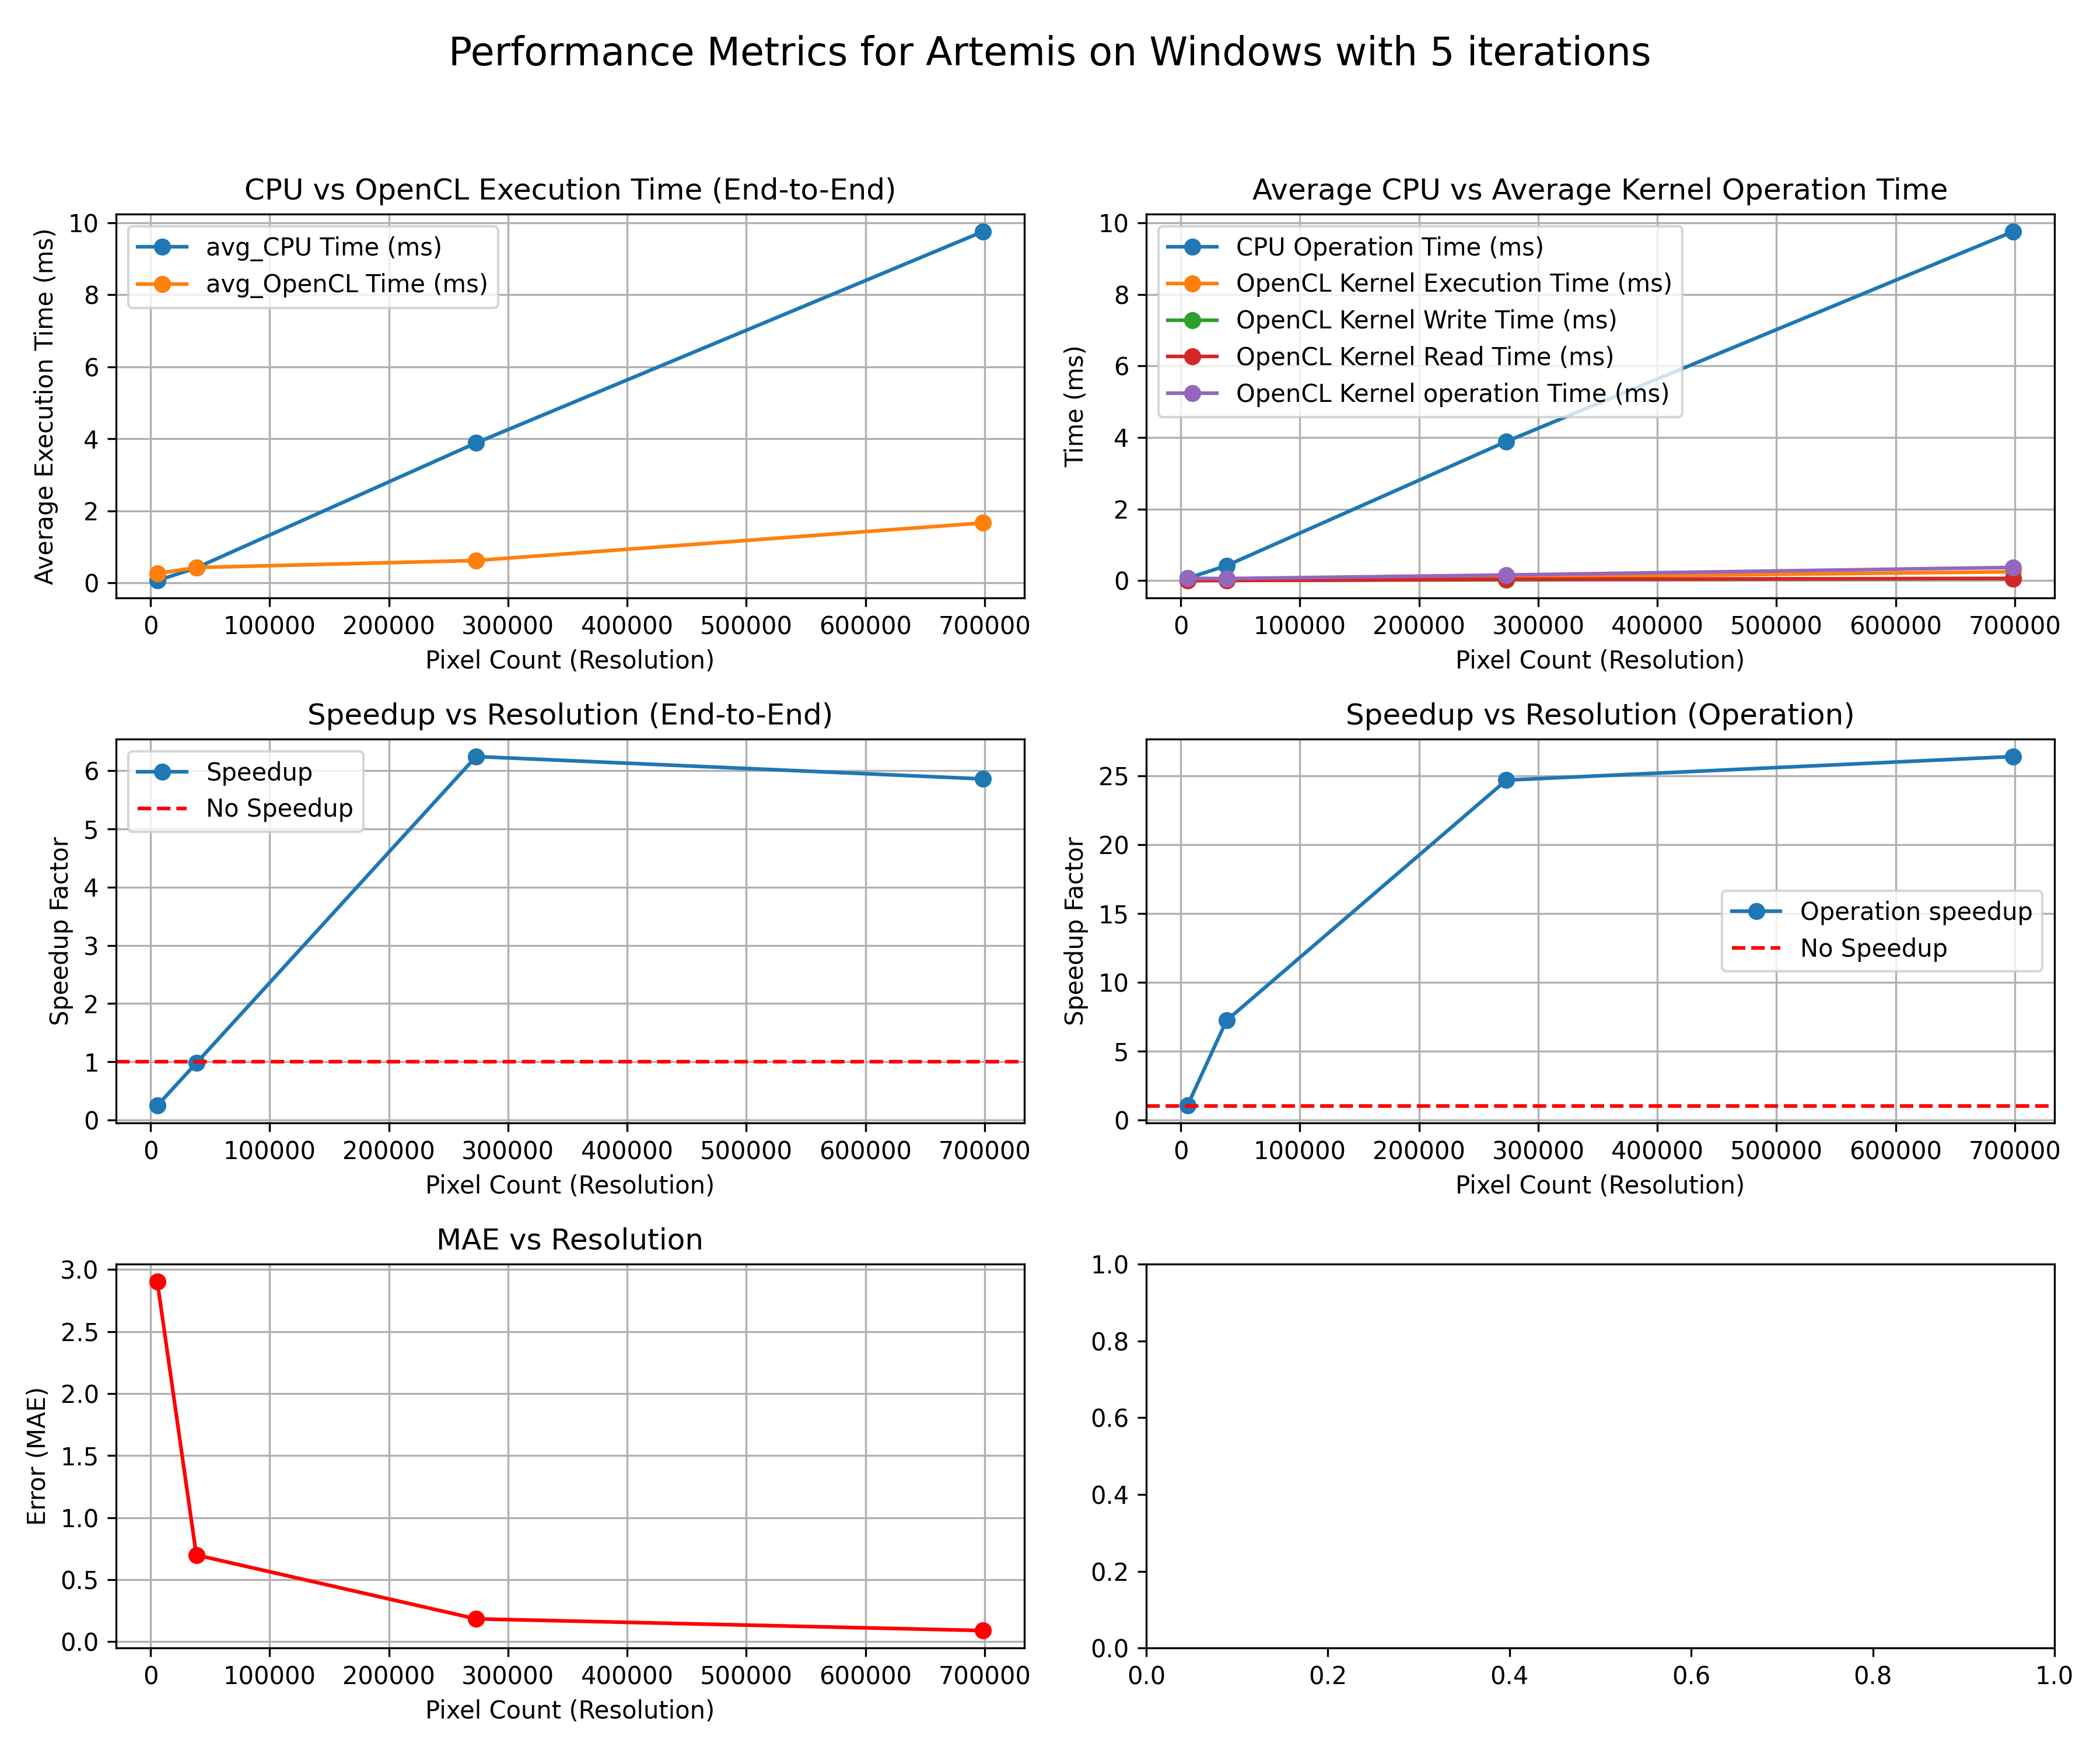 Performance Metrics for Artemis on Windows with 5 iterations
CPU vs OpenCL Execution Time (End-to-End)
Average Execution Time (ms)
10
8
6
4
2
0
avg_CPU Time (ms)
avg_OpenCL Time (ms)
0 100000 200000 300000 400000 500000 600000 700000
Pixel Count (Resolution)
Average CPU vs Average Kernel Operation Time
Time (ms)
10
8
6
4
2
0
CPU Operation Time (ms)
OpenCL Kernel Execution Time (ms)
OpenCL Kernel Write Time (ms)
OpenCL Kernel Read Time (ms)
OpenCL Kernel operation Time (ms)
0 100000 200000 300000 400000 500000 600000 700000
Pixel Count (Resolution)
Speedup vs Resolution (End-to-End)
Speedup Factor
6
5
4
3
2
1
0
Speedup
No Speedup
0 100000 200000 300000 400000 500000 600000 700000
Pixel Count (Resolution)
Speedup vs Resolution (Operation)
Speedup Factor
25
20
15
10
5
0
Operation speedup
No Speedup
0 100000 200000 300000 400000 500000 600000 700000
Pixel Count (Resolution)
MAE vs Resolution
Error (MAE)
3.0
2.5
2.0
1.5
1.0
0.5
0.0
0 100000 200000 300000 400000 500000 600000 700000
Pixel Count (Resolution)
1.0
0.8
0.6
0.4
0.2
0.0
0.0 0.2 0.4 0.6 0.8 1.0